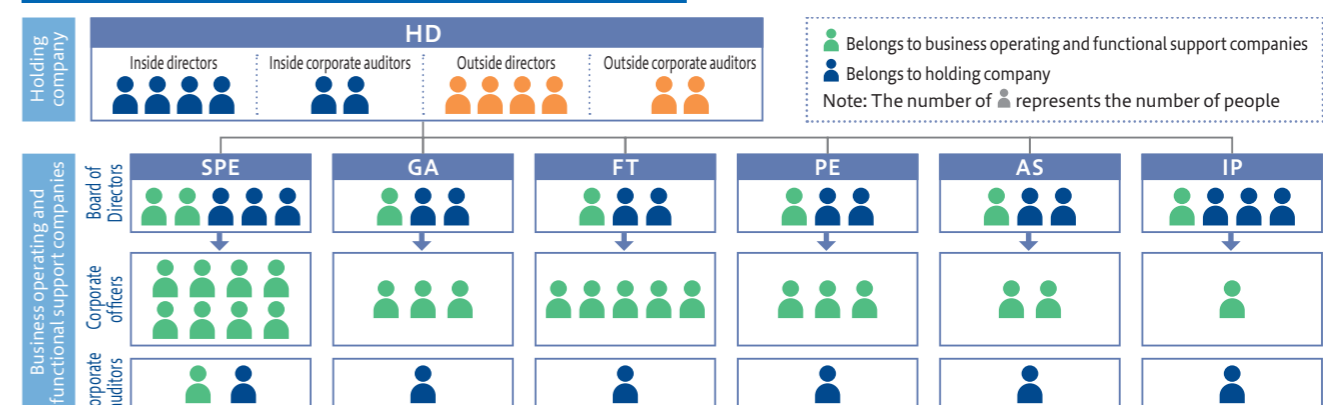 Holding
company
HD
Inside directors
Inside corporate auditors
Outside directors
Outside corporate auditors
Belongs to business operating and functional support companies
Belongs to holding company
Note: The number of represents the number of people
Business operating and
functional support companies
Board of
Directors
SPE
GA
FT
PE
AS
IP
Corporate
officers
orporate
auditors